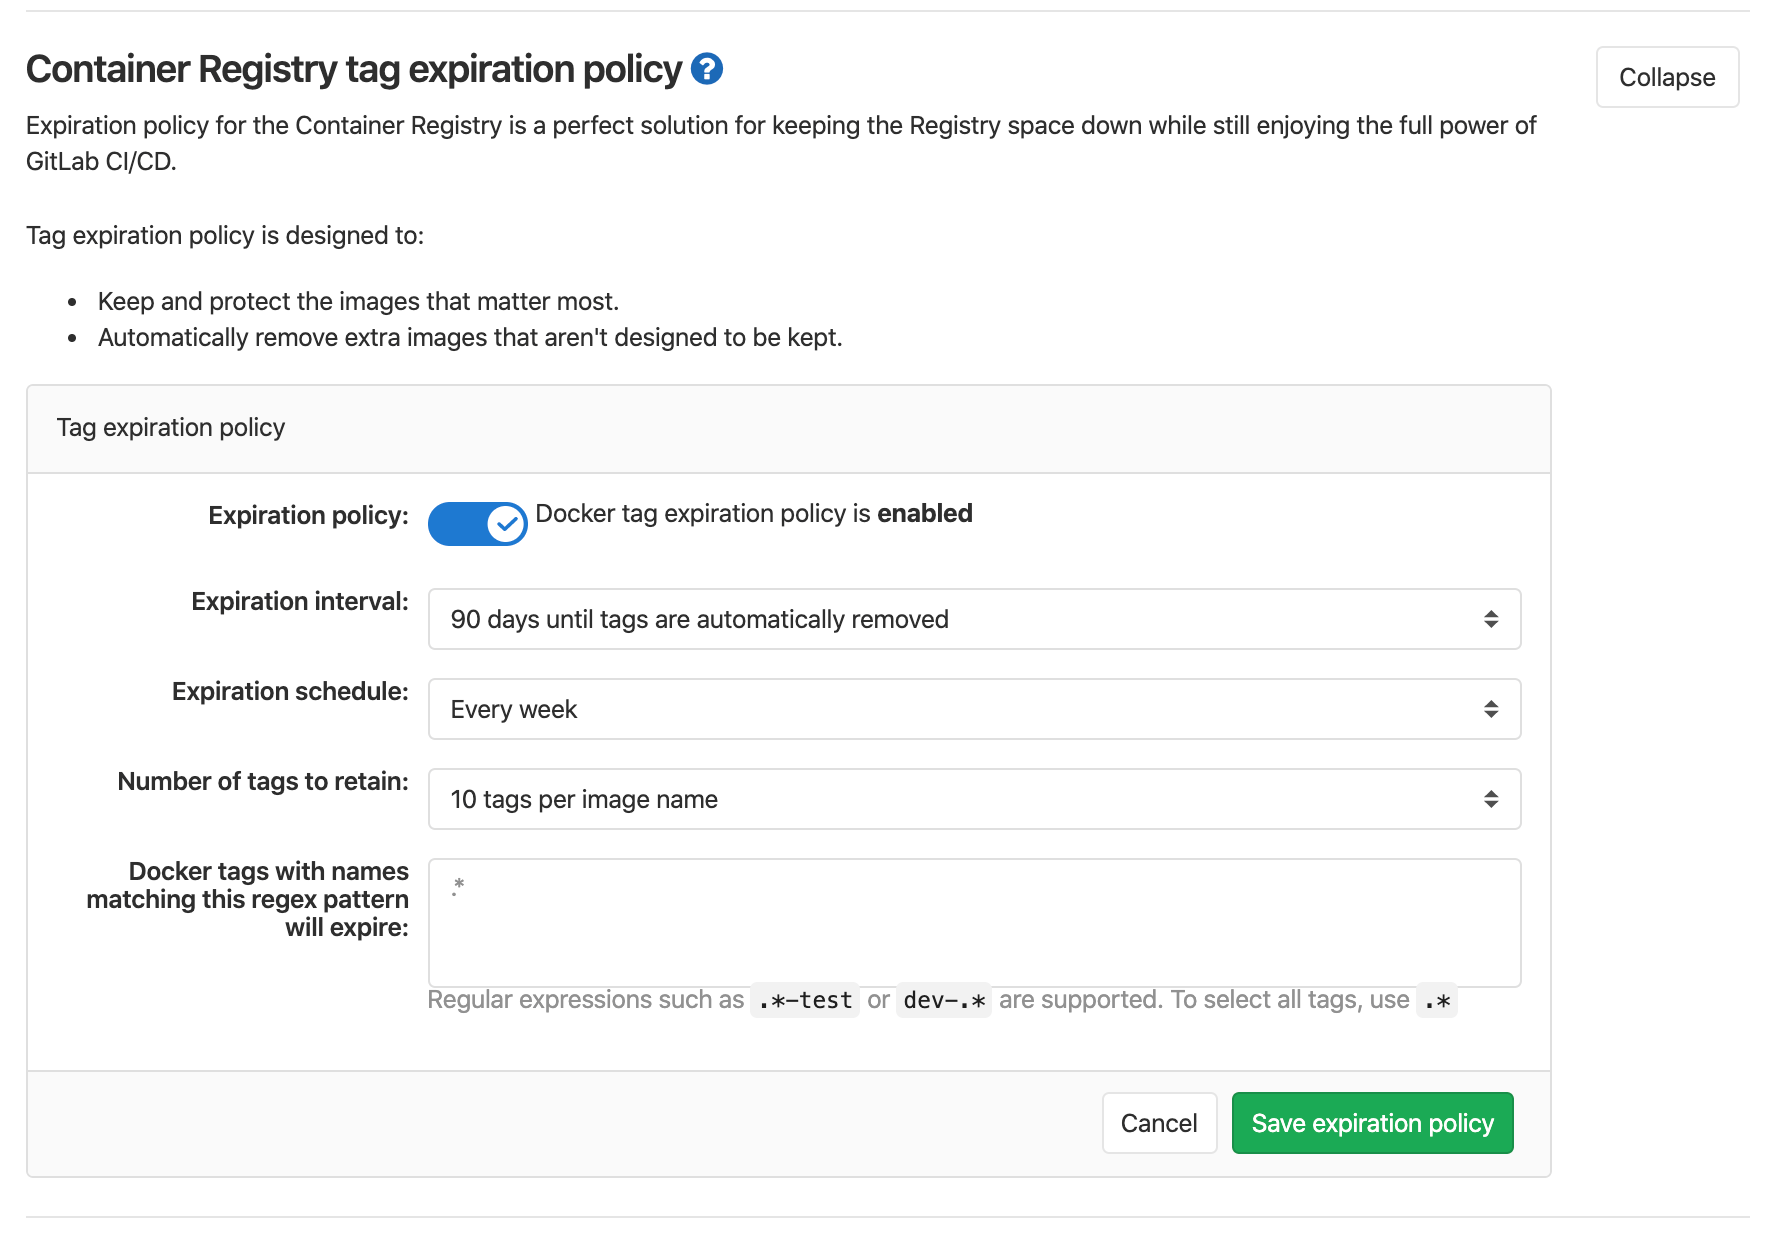 Container Registry tag expiration policy ?
Collapse
Expiration policy for the Container Registry is a perfect solution for keeping the Registry space down while still enjoying the full power of
GitLab CI/CD.
Tag expiration policy is designed to:
• Keep and protect the images that matter most.
• Automatically remove extra images that aren't designed to be kept.
Tag expiration policy
Expiration policy: Docker tag expiration policy is enabled
Expiration interval: 90 days until tags are automatically removed
Expiration schedule: Every week
Number of tags to retain: 10 tags per image name
Docker tags with names
matching this regex pattern
will expire:
.*
Regular expressions such as .*-test or dev-.* are supported. To select all tags, use .*
Cancel
Save expiration policy